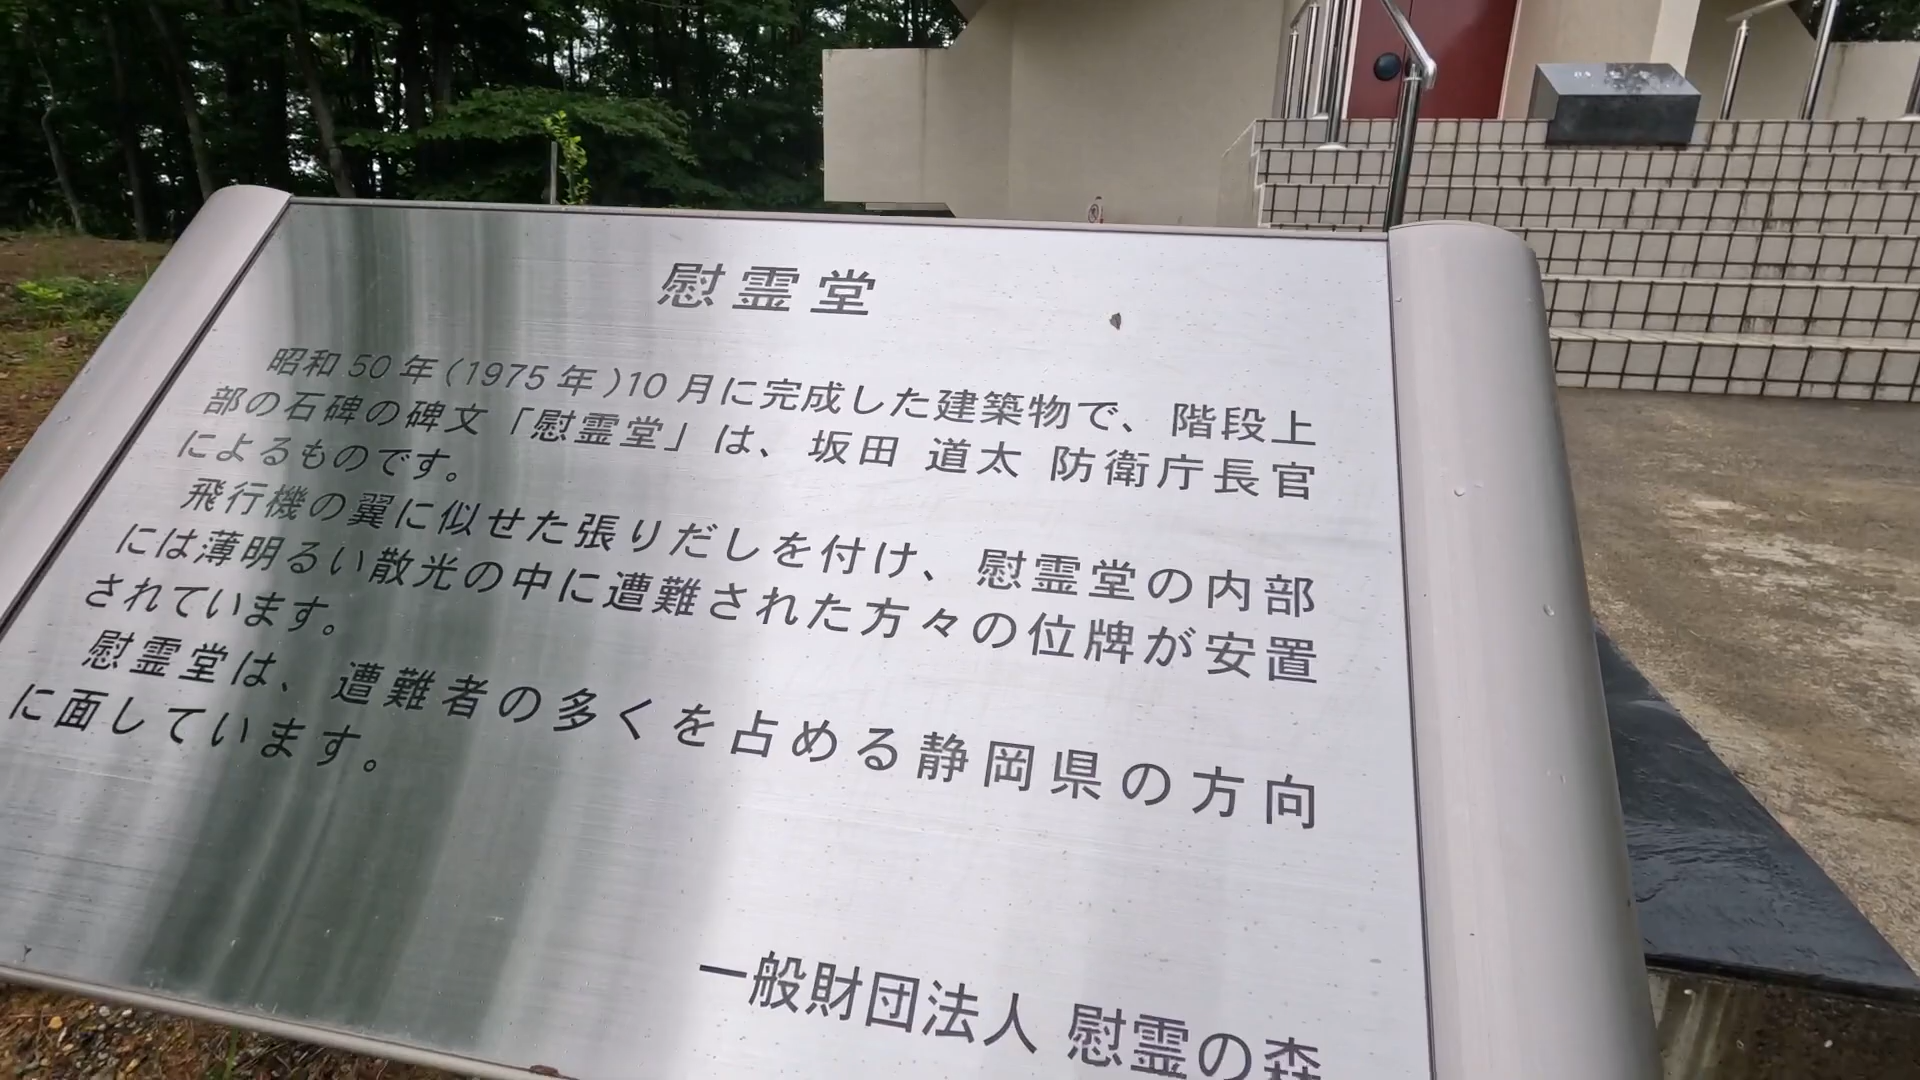 慰霊堂
昭和50年(1975年)10月に完成した建築物で、階段上
部の石碑の碑文「慰霊堂」は、坂田 道太 防衛庁長官
によるものです。
飛行機の翼に似せた張りだしを付け、慰霊堂の内部
には薄明るい散光の中に遭難された方々の位牌が安置
されています。
慰霊堂は、遭難者の多くを占める静岡県の方向
に面しています。
一般財団法人 慰霊の森